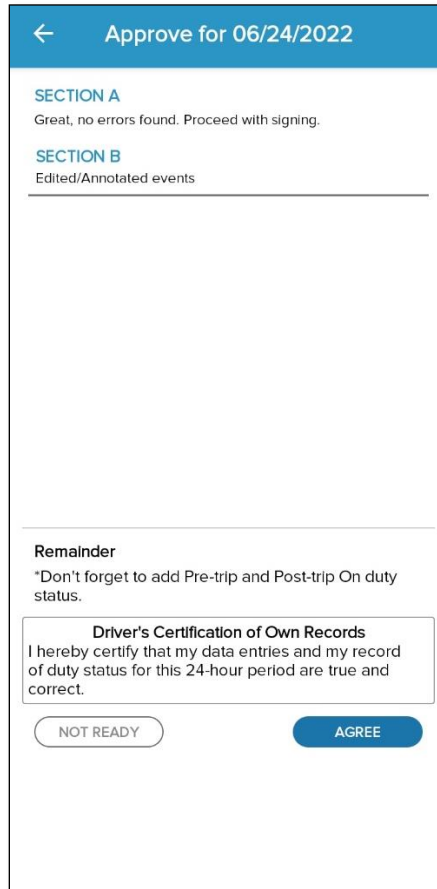 Approve for 06/24/2022
SECTION A
Great, no errors found. Proceed with signing.
SECTION B
Edited/Annotated events
Remainder
*Don't forget to add Pre-trip and Post-trip On duty
status.
Driver's Certification of Own Records
I hereby certify that my data entries and my record
of duty status for this 24-hour period are true and
correct.
NOT READY
AGREE